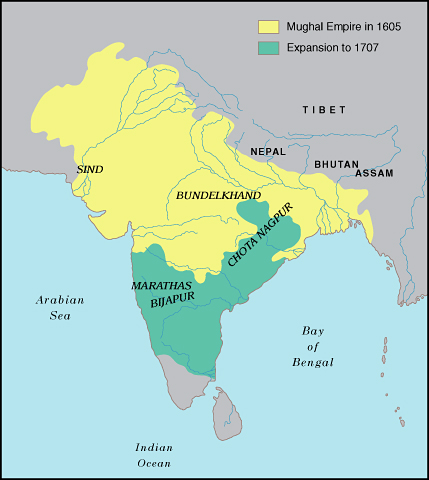 Mughal Empire in 1605
Expansion to 1707
TIBET
NEPAL
BHUTAN
ASSAM
SIND
BUNDELKHAND
CHOTA NAGPUR
MARATHAS
BIJAPUR
Arabian
Sea
Bay
of
Bengal
Indian
Ocean